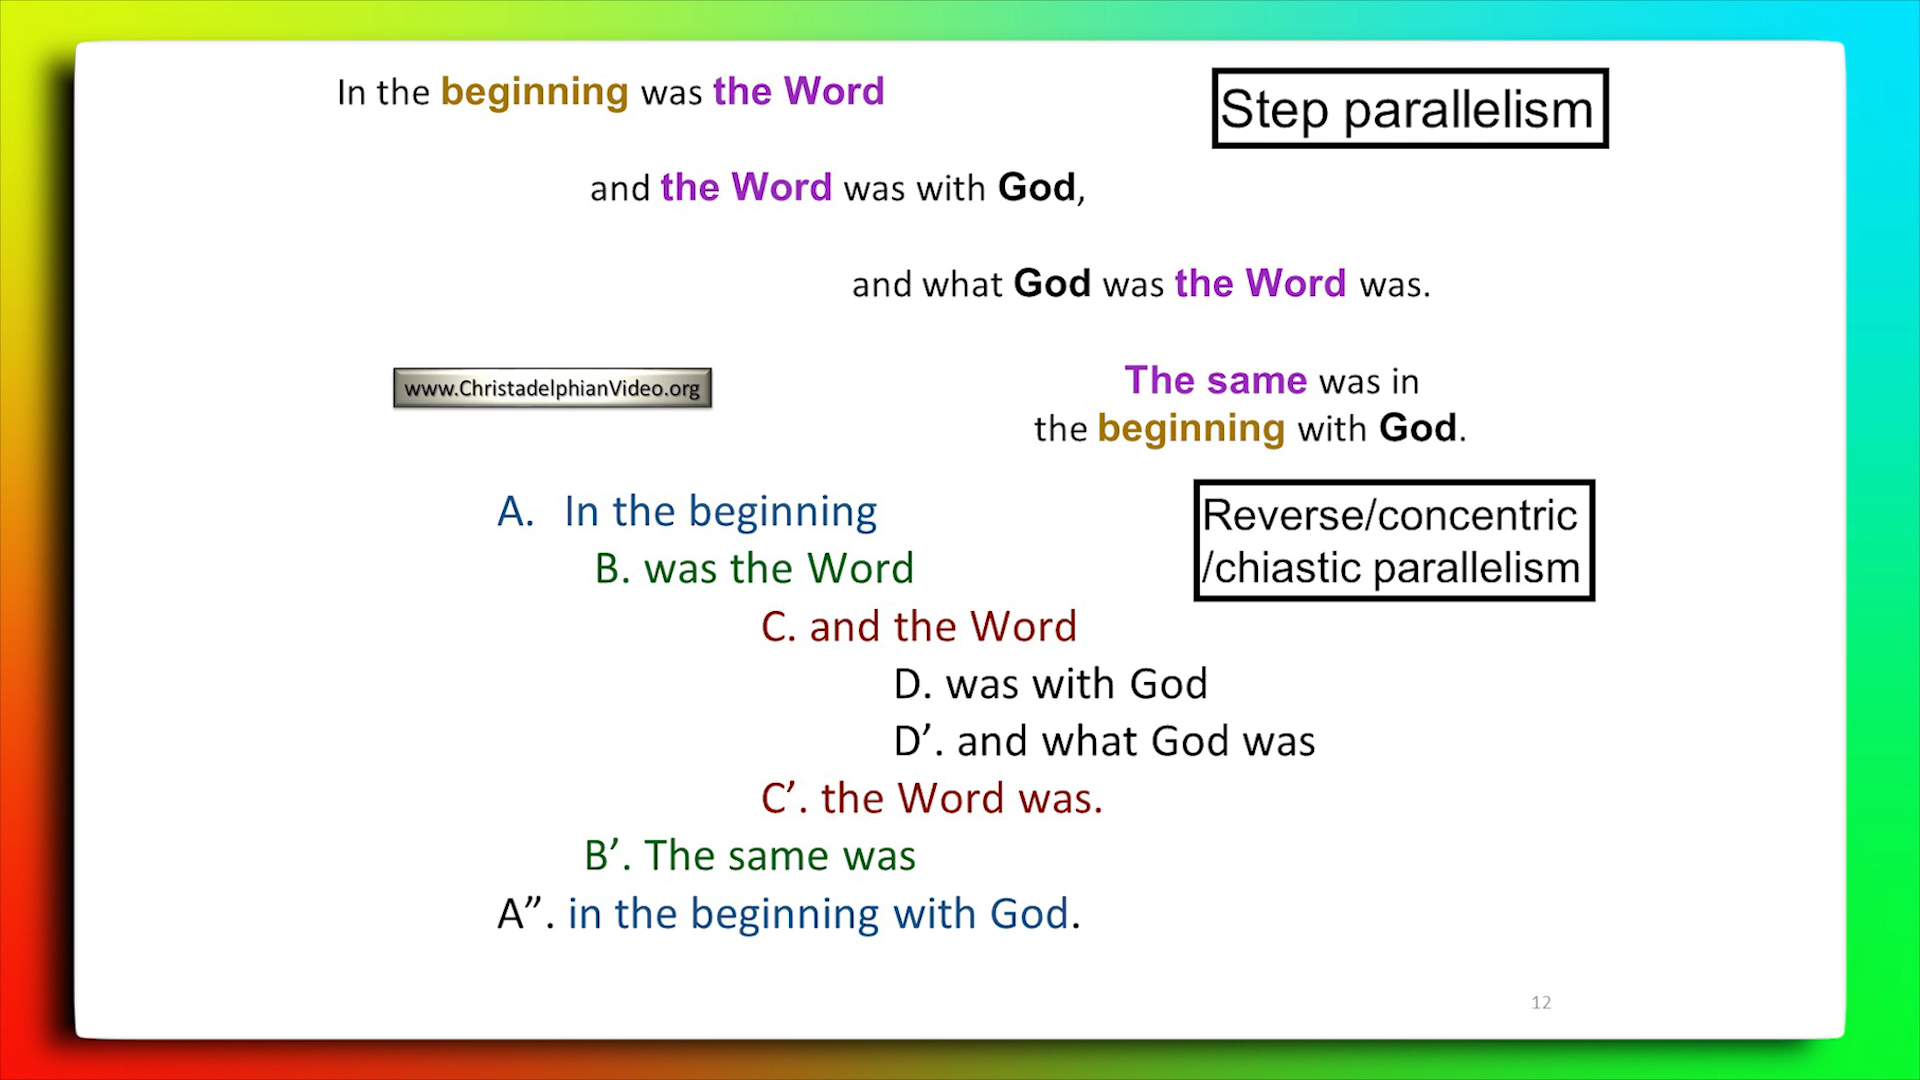 In the beginning was the Word
Step parallelism
and the Word was with God,
and what God was the Word was.
www.ChristadelphianVideo.org
The same was in
the beginning with God.
Reverse/concentric
/chiastic parallelism
A. In the beginning
B. was the Word
C. and the Word
D. was with God
D’. and what God was
C’. the Word was.
B’. The same was
A”. in the beginning with God.
12